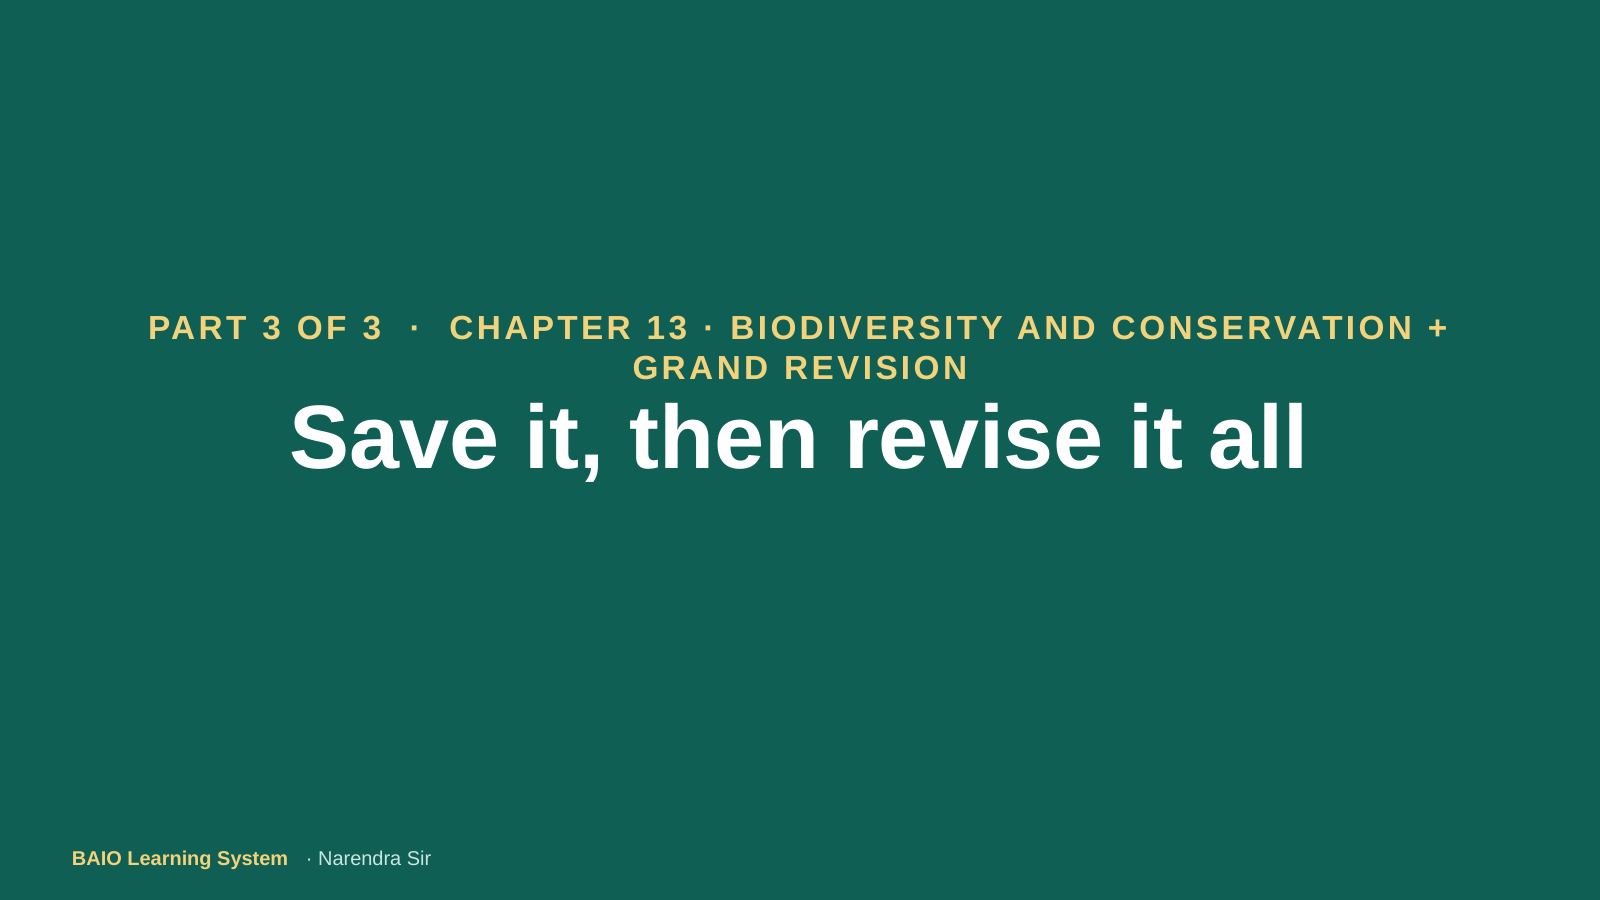 PART 3 OF 3 · CHAPTER 13 · BIODIVERSITY AND CONSERVATION +
GRAND REVISION
Save it, then revise it all
BAIO Learning System · Narendra Sir